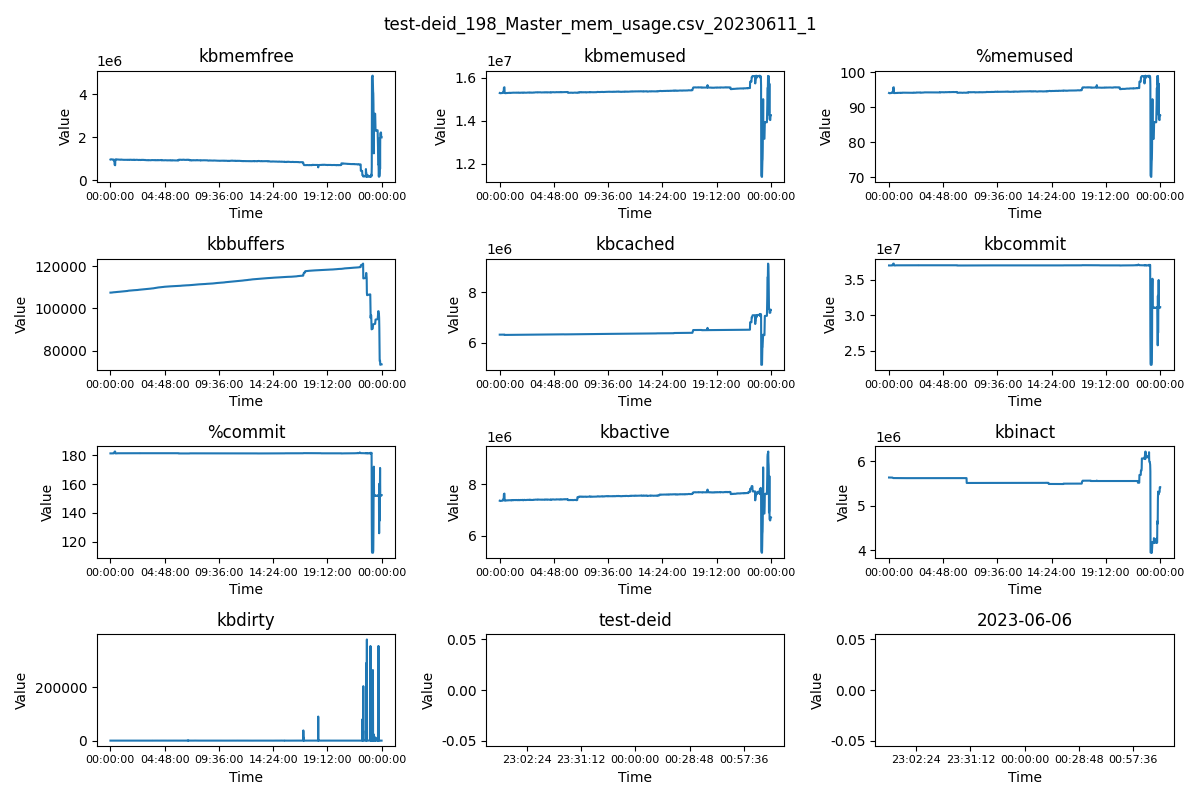 test-deid_198_Master_mem_usage.csv_20230611_1
kbmemfree kbmemused %memused
1e6 1e7
Value Value Value
4 2 0
1.6 1.4 1.2
100 90 80 70
00:00:00 04:48:00 09:36:00 14:24:00 19:12:00 00:00:00
00:00:00 04:48:00 09:36:00 14:24:00 19:12:00 00:00:00
00:00:00 04:48:00 09:36:00 14:24:00 19:12:00 00:00:00
Time Time Time
kbbuffers kbcached kbcommit
1e6 1e7
Value Value Value
120000 100000 80000
8 6
3.5 3.0 2.5
00:00:00 04:48:00 09:36:00 14:24:00 19:12:00 00:00:00
00:00:00 04:48:00 09:36:00 14:24:00 19:12:00 00:00:00
00:00:00 04:48:00 09:36:00 14:24:00 19:12:00 00:00:00
Time Time Time
%commit kbactive kbinact
1e6 1e6
Value Value Value
180 160 140 120
8 6
6 5 4
00:00:00 04:48:00 09:36:00 14:24:00 19:12:00 00:00:00
00:00:00 04:48:00 09:36:00 14:24:00 19:12:00 00:00:00
00:00:00 04:48:00 09:36:00 14:24:00 19:12:00 00:00:00
Time Time Time
kbdirty test-deid 2023-06-06
Value Value Value
200000 0
0.05 0.00 -0.05
0.05 0.00 -0.05
00:00:00 04:48:00 09:36:00 14:24:00 19:12:00 00:00:00
23:02:24 23:31:12 00:00:00 00:28:48 00:57:36
23:02:24 23:31:12 00:00:00 00:28:48 00:57:36
Time Time Time